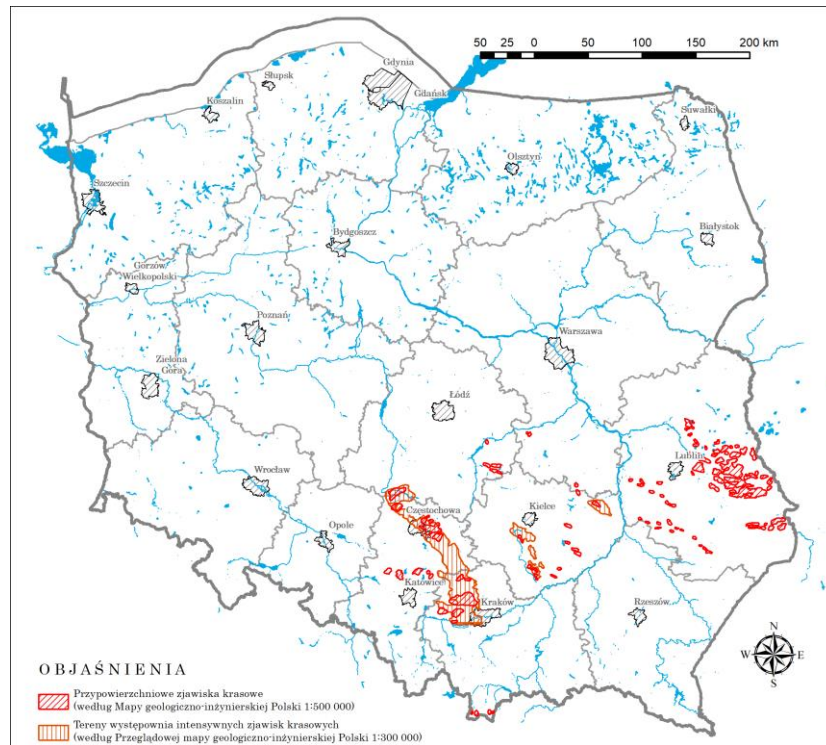 50 25 0 50 100 150 200 km
Gdynia
Słupsk
Gdańsk
Koszalin
Suwałki
Olsztyn
Szczecin
Białystok
Bydgoszcz
Gorzów
Wielkopolski
Poznań
Warszawa
Zielona
Góra
Łódź
Lublin
Wrocław
Kielce
Częstochowa
Opole
Katowice
Kraków
Rzeszów
N
W E
S
OBJAŚNIENIA
Przypowierzchniowe zjawiska krasowe
(według Mapy geologiczno-inżynierskiej Polski 1:500 000)
Tereny występownia intensywnych zjawisk krasowych
(według Przeglądowej mapy geologiczno-inżynierskiej Polski 1:300 000)